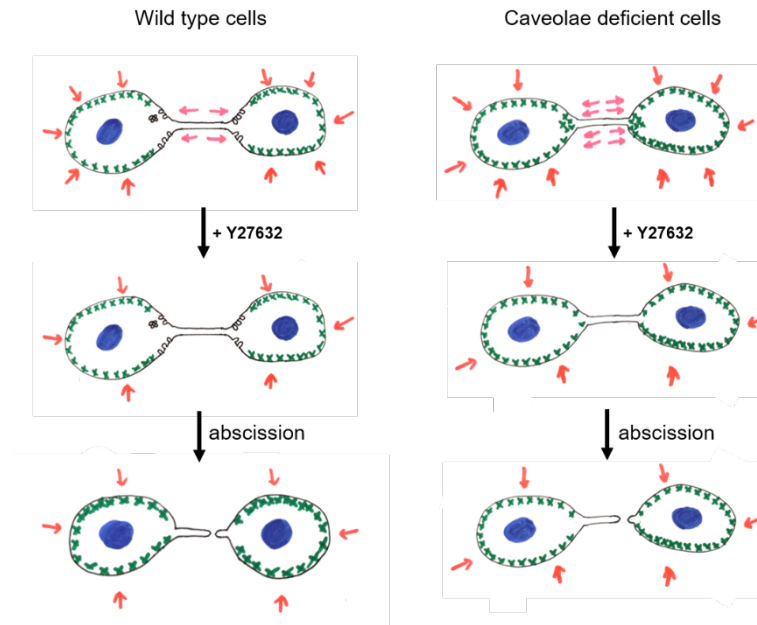 Wild type cells
Caveolae deficient cells
+ Y27632
+ Y27632
abscission
abscission